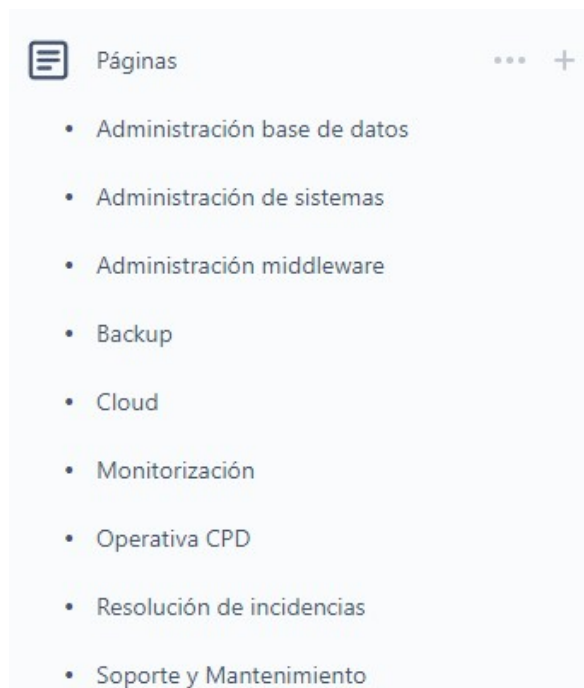 Páginas
Administración base de datos
Administración de sistemas
Administración middleware
Backup
Cloud
Monitorización
Operativa CPD
Resolución de incidencias
Soporte y Mantenimiento